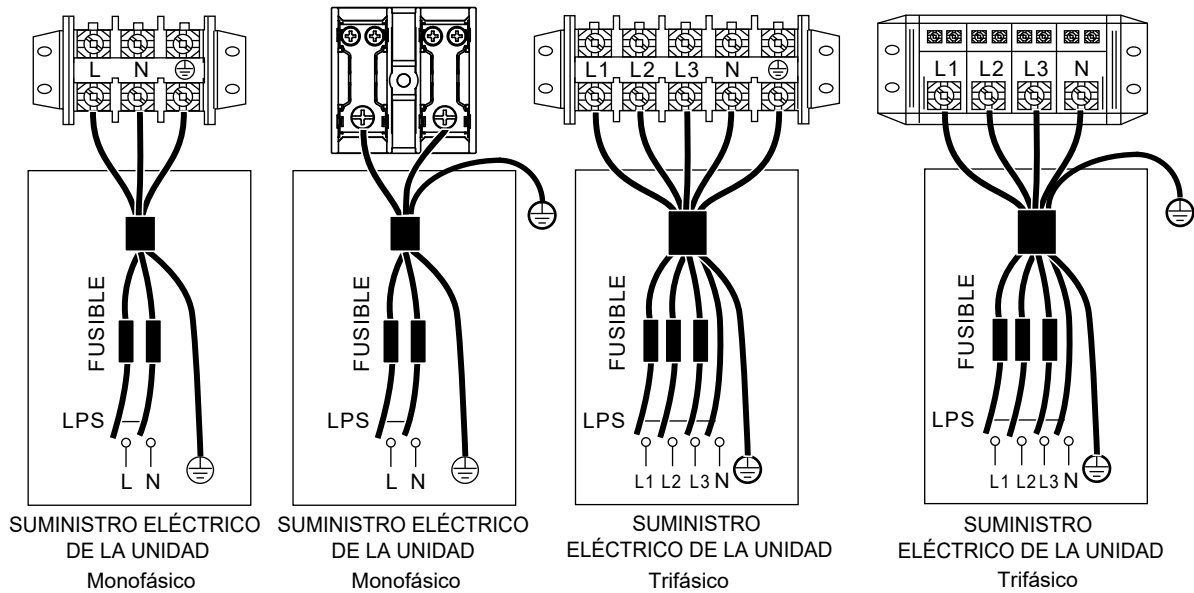 L N
L1 L2 L3 N
L1 L2 L3 N
FUSIBLE
FUSIBLE
FUSIBLE
FUSIBLE
LPS
LPS
LPS
LPS
L N
L N
L1 L2 L3 N
L1 L2 L3 N
SUMINISTRO ELÉCTRICO
DE LA UNIDAD
Monofásico
SUMINISTRO ELÉCTRICO
DE LA UNIDAD
Monofásico
SUMINISTRO
ELÉCTRICO DE LA UNIDAD
Trifásico
SUMINISTRO
ELÉCTRICO DE LA UNIDAD
Trifásico